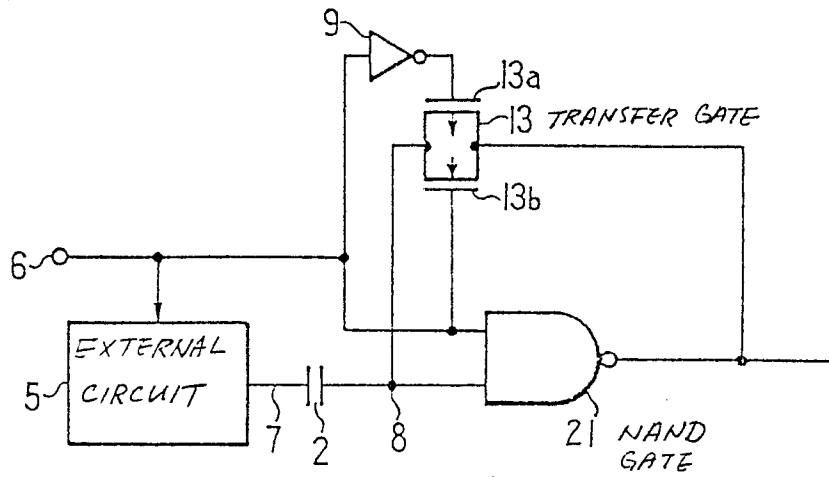 9
13a
13 TRANSFER GATE
13b
6
EXTERNAL
CIRCUIT
5
7
2
8
21 NAND
GATE